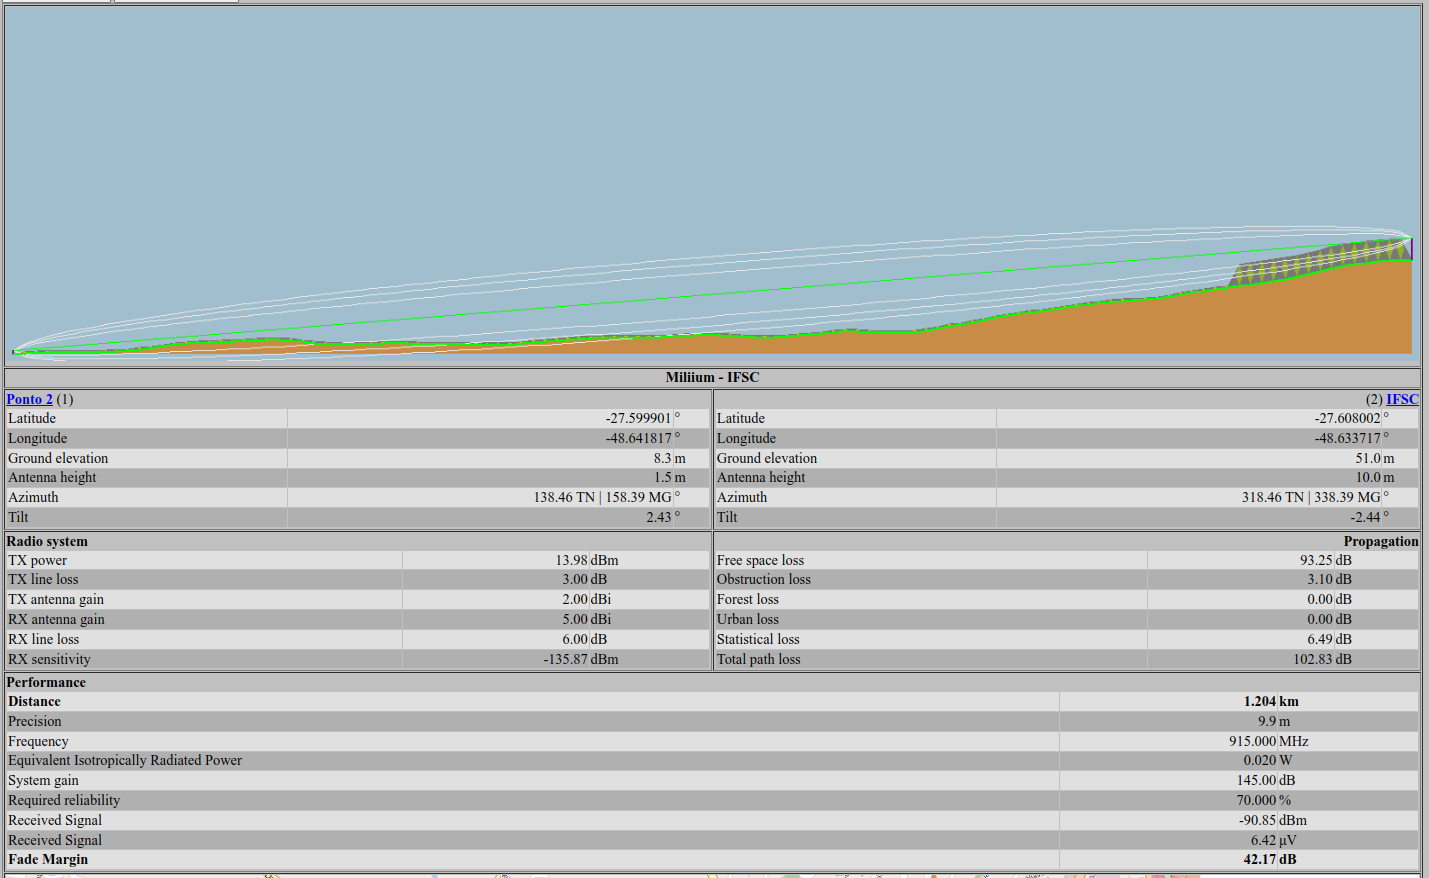 Miliium - IFSC
Ponto 2 (1) (2) IFSC
Latitude -27.599901 ° Latitude -27.608002 °
Longitude -48.641817 ° Longitude -48.633717 °
Ground elevation 8.3 m Ground elevation 51.0 m
Antenna height 1.5 m Antenna height 10.0 m
Azimuth 138.46 TN | 158.39 MG ° Azimuth 318.46 TN | 338.39 MG °
Tilt 2.43 ° Tilt -2.44 °
Radio system Propagation
TX power 13.98 dBm Free space loss 93.25 dB
TX line loss 3.00 dB Obstruction loss 3.10 dB
TX antenna gain 2.00 dBi Forest loss 0.00 dB
RX antenna gain 5.00 dBi Urban loss 0.00 dB
RX line loss 6.00 dB Statistical loss 6.49 dB
RX sensitivity -135.87 dBm Total path loss 102.83 dB
Performance
Distance 1.204 km
Precision 9.9 m
Frequency 915.000 MHz
Equivalent Isotropically Radiated Power 0.020 W
System gain 145.00 dB
Required reliability 70.000 %
Received Signal -90.85 dBm
Received Signal 6.42 µV
Fade Margin 42.17 dB